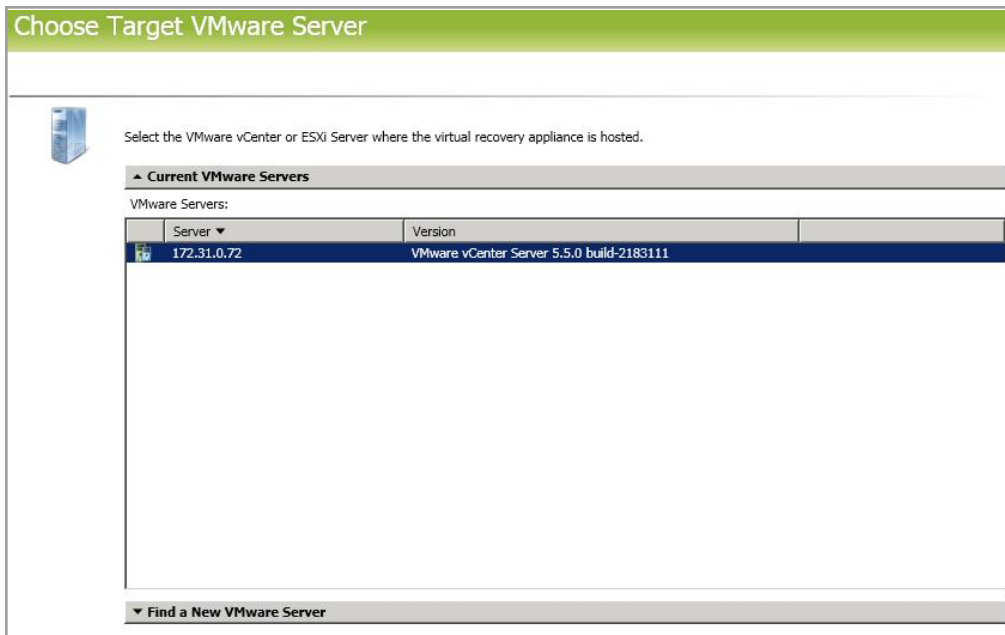 Choose Target VMware Server
Select the VMware vCenter or ESXi Server where the virtual recovery appliance is hosted.
▲ Current VMware Servers
VMware Servers:
Server ▼ Version
172.31.0.72 VMware vCenter Server 5.5.0 build-2183111
▼ Find a New VMware Server